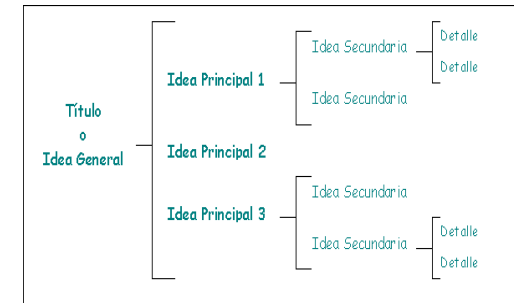 Título
o
Idea General
Idea Principal 1
Idea Secundaria
Detalle
Detalle
Idea Secundaria
Idea Principal 2
Idea Principal 3
Idea Secundaria
Idea Secundaria
Detalle
Detalle